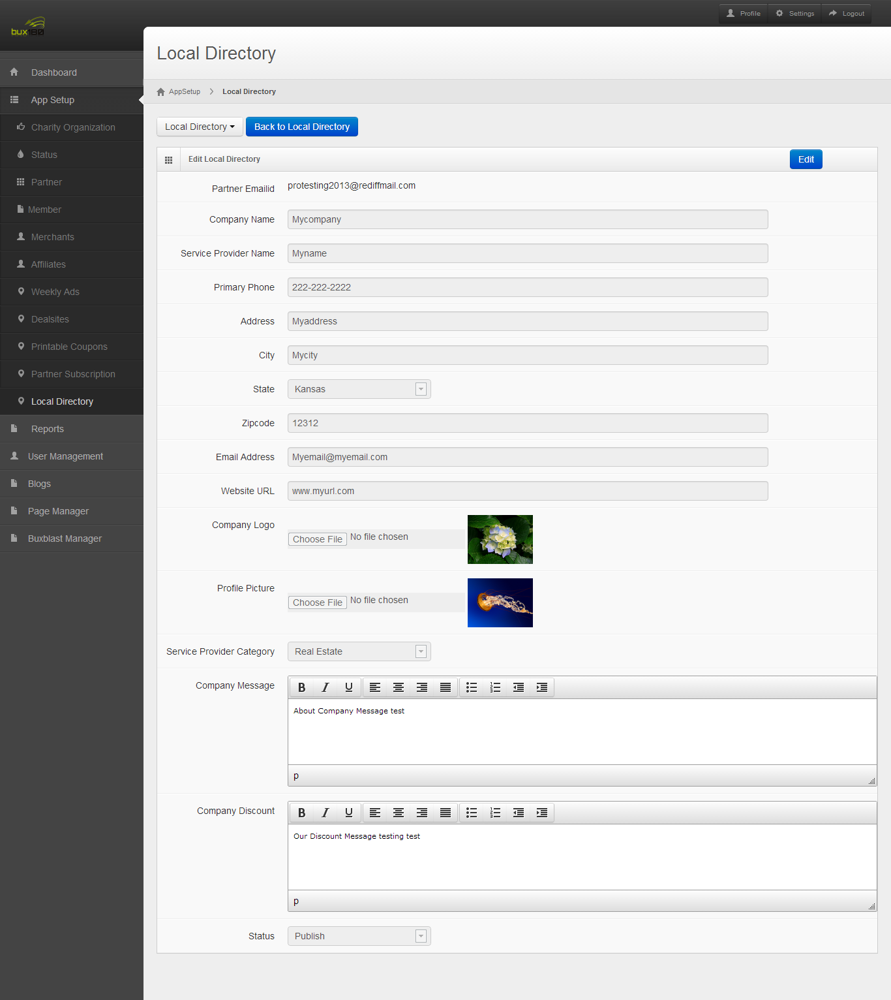 bux180
Profile
Settings
Logout
Local Directory
AppSetup
Local Directory
Dashboard
App Setup
Charity Organization
Status
Partner
Member
Merchants
Affiliates
Weekly Ads
Dealsites
Printable Coupons
Partner Subscription
Local Directory
Reports
User Management
Blogs
Page Manager
Buxblast Manager
Local Directory
Back to Local Directory
Edit Local Directory
Edit
Partner Emailid protesting2013@rediffmail.com
Company Name Mycompany
Service Provider Name Myname
Primary Phone 222-222-2222
Address Myaddress
City Mycity
State Kansas
Zipcode 12312
Email Address Myemail@myemail.com
Website URL www.myurl.com
Company Logo Choose File No file chosen
Profile Picture Choose File No file chosen
Service Provider Category Real Estate
Company Message
B I U
About Company Message test
p
Company Discount
B I U
Our Discount Message testing test
p
Status Publish